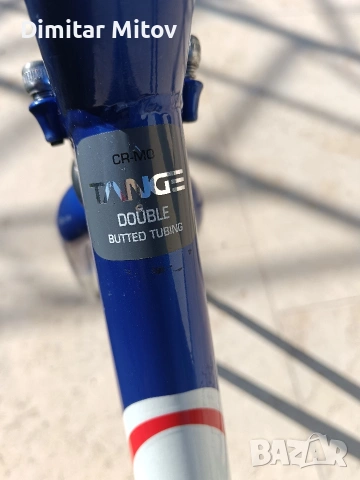 Dimitar Mitov
CR-MO
TANGE
DOUBLE
BUTTED TUBING
BAZAR